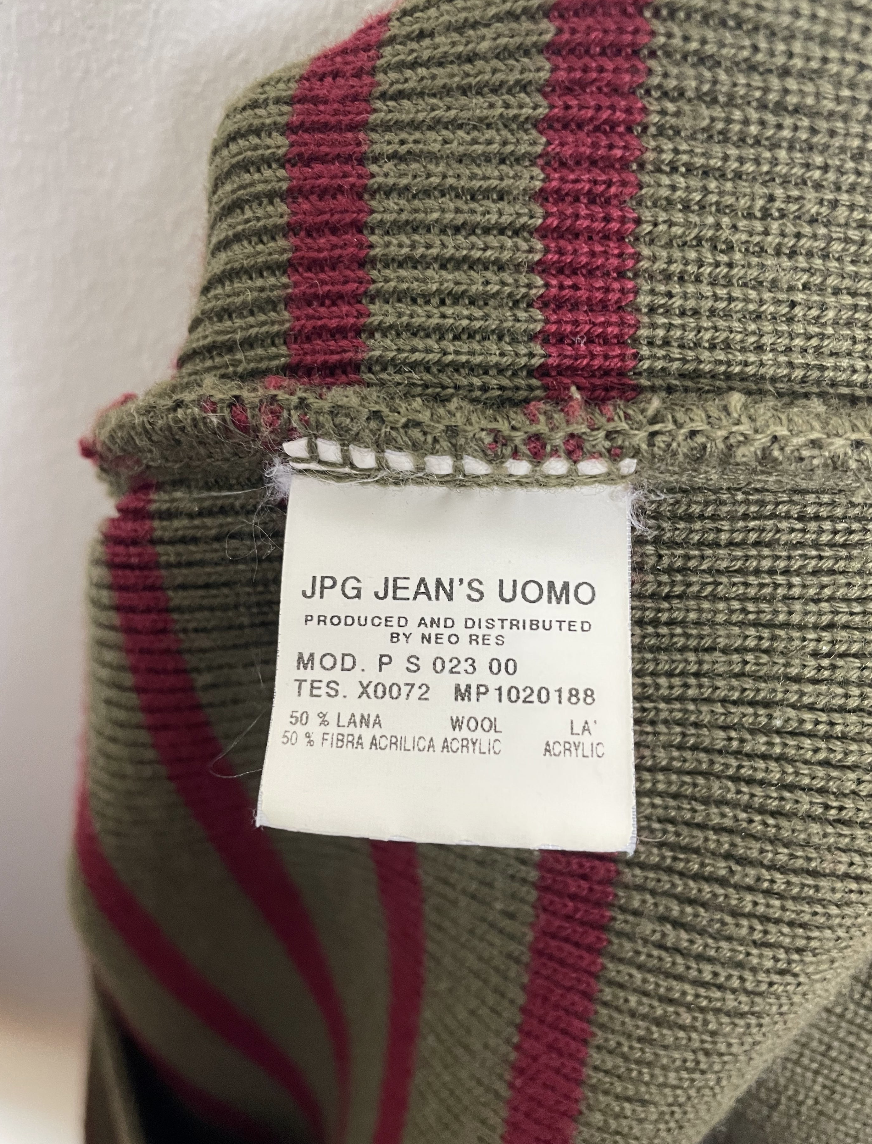 JPG JEAN'S UOMO
PRODUCED AND DISTRIBUTED
BY NEO RES
MOD. P S 023 00
TES. X0072 MP1020188
50 % LANA WOOL LA'
50 % FIBRA ACRILICA ACRYLIC ACRYLIC